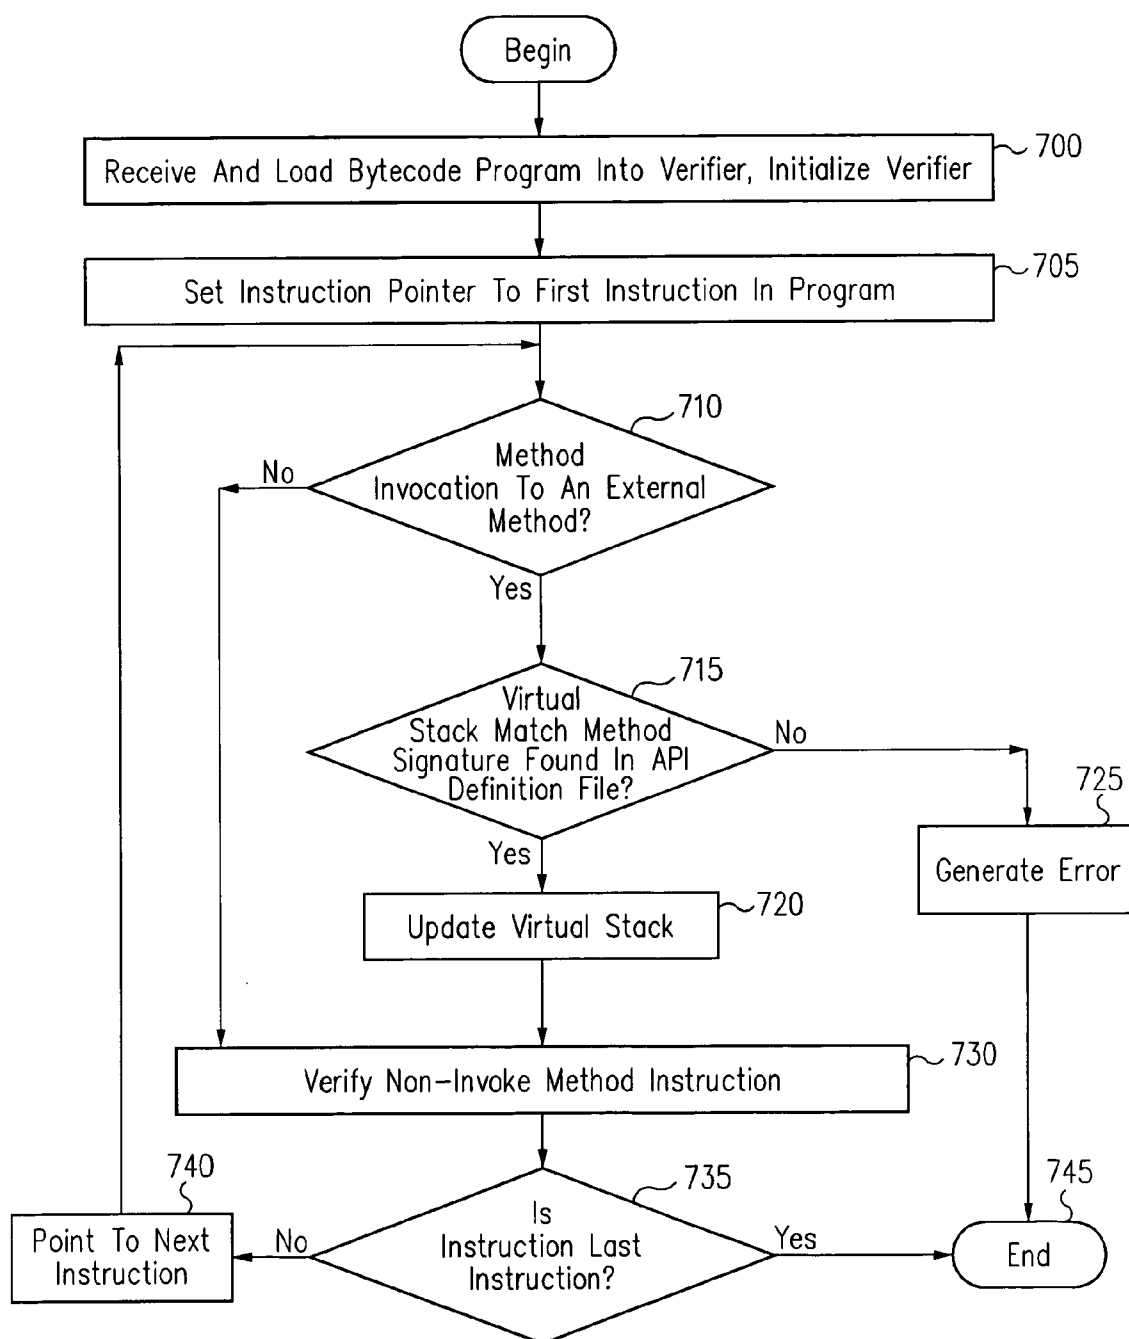 Begin
Receive And Load Bytecode Program Into Verifier, Initialize Verifier
700
Set Instruction Pointer To First Instruction In Program
705
710
Method
Invocation To An External
Method?
No
Yes
715
Virtual
Stack Match Method
Signature Found In API
Definition File?
No
Yes
725
Generate Error
720
Update Virtual Stack
730
Verify Non-Invoke Method Instruction
735
Is
Instruction Last
Instruction?
No
Yes
740
Point To Next
Instruction
745
End